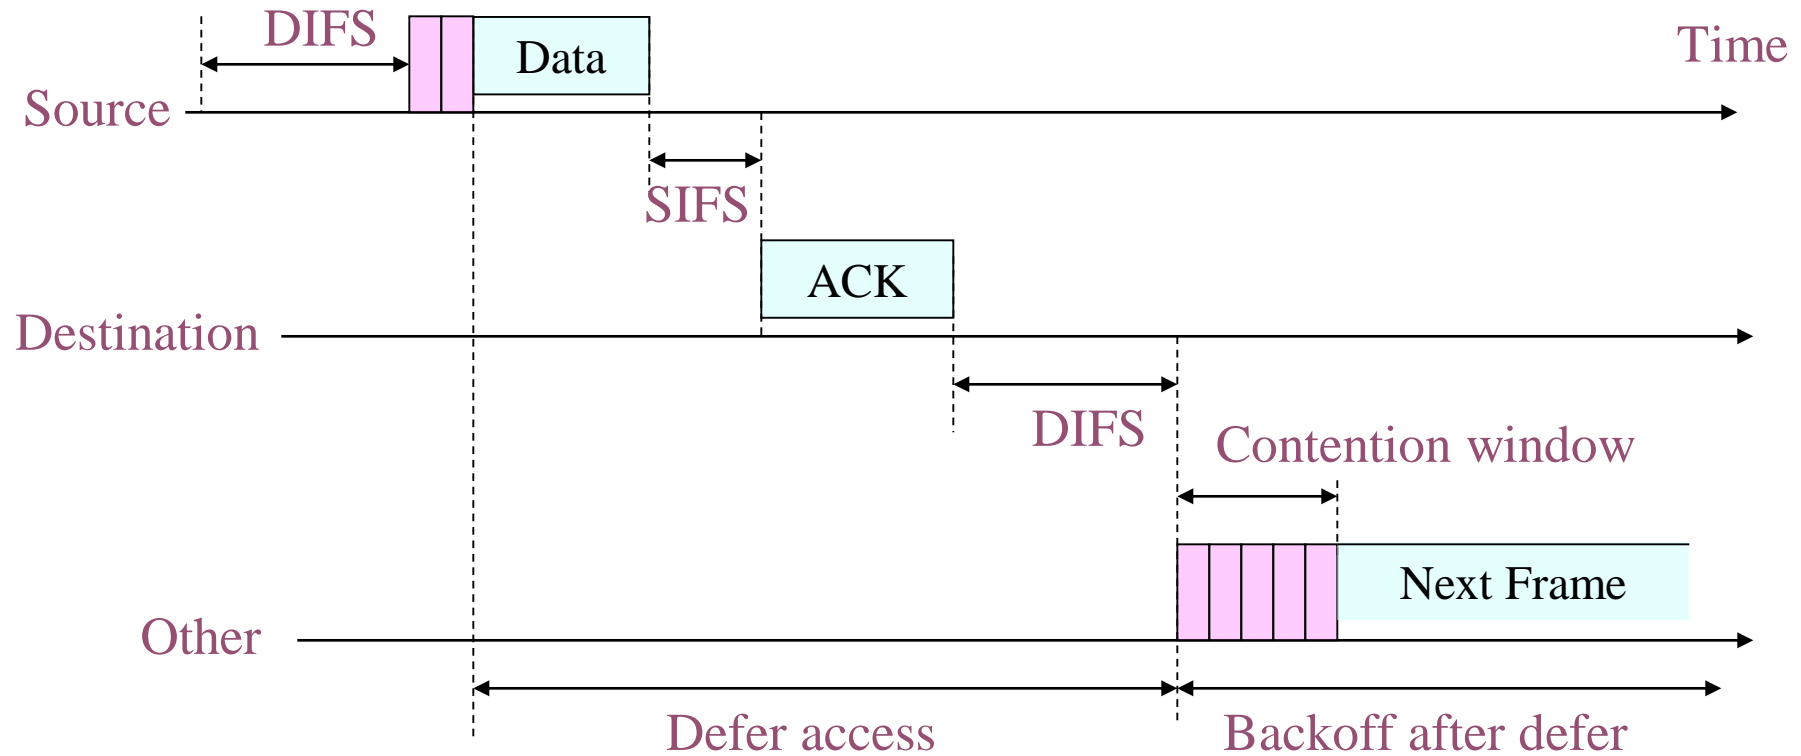 DIFS
Data
Time
Source
SIFS
ACK
Destination
DIFS
Contention window
Next Frame
Other
Defer access
Backoff after defer